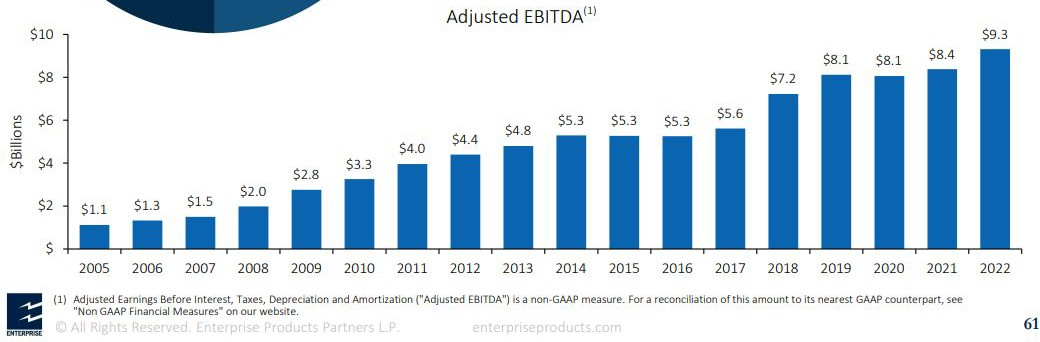 Adjusted EBITDA(1)
$Billions
$10
$8
$6
$4
$2
$
$1.1 $1.3 $1.5 $2.0 $2.8 $3.3 $4.0 $4.4 $4.8 $5.3 $5.3 $5.3 $5.6 $7.2 $8.1 $8.1 $8.4 $9.3
2005 2006 2007 2008 2009 2010 2011 2012 2013 2014 2015 2016 2017 2018 2019 2020 2021 2022
(1) Adjusted Earnings Before Interest, Taxes, Depreciation and Amortization ("Adjusted EBITDA") is a non-GAAP measure. For a reconciliation of this amount to its nearest GAAP counterpart, see
"Non GAAP Financial Measures" on our website.
ENTERPRISE
© All Rights Reserved. Enterprise Products Partners L.P. enterpriseproducts.com
61